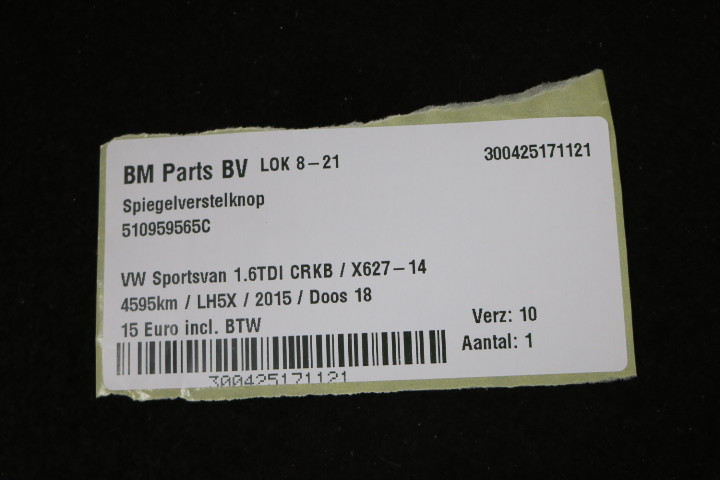 BM Parts BV LOK 8-21 300425171121
Spiegelverstelknop
510959565C
VW Sportsvan 1.6TDI CRKB / X627-14
4595km / LH5X / 2015 / Doos 18
15 Euro incl. BTW Verz: 10
Aantal: 1
300425171121